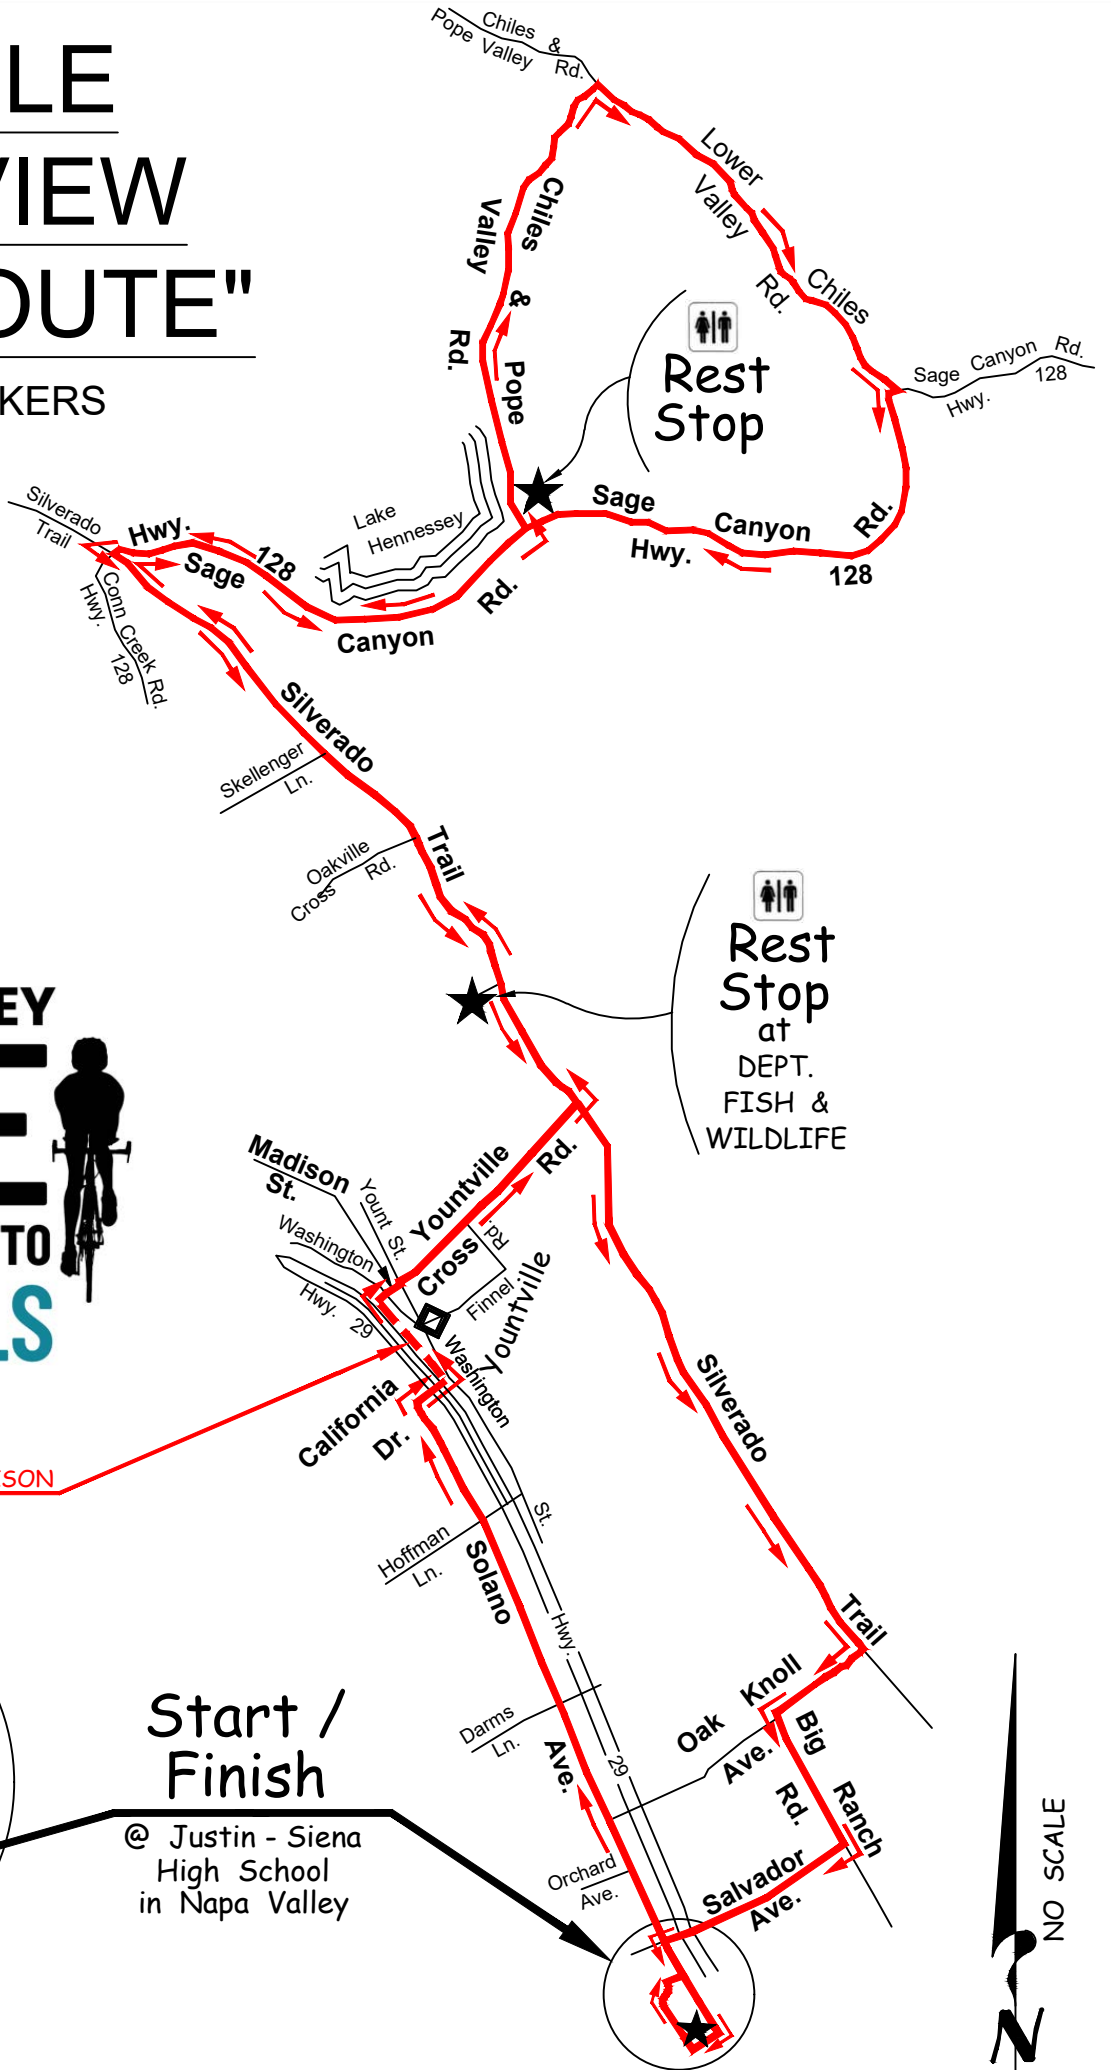 LE
VIEW
OUTE"
KERS
Chiles &
Pope Valley Rd.
Lower
Valley
Rd.
Chiles
Chiles
Valley
&
Rd.
Pope
Rest
Stop
Sage Canyon Rd.
Hwy. 128
Silverado
Trail
Hwy.
128
Sage
Canyon
Rd.
Lake
Hennessey
Sage
Canyon
Rd.
Hwy.
128
Conn Creek Rd.
Hwy. 128
Silverado
Trail
Skellenger
Ln.
Oakville
Cross Rd.
Rest
Stop
at
DEPT.
FISH &
WILDLIFE
EY
E
TO
LS
Madison
St.
Yount St.
Washington
Hwy. 29
Yountville
Cross
Rd.
Rd.
Finnel
Yountville
Washington
St.
California
Dr.
ISON
Hoffman
Ln.
Solano
Ave.
Hwy.
29
Silverado
Trail
Darms
Ln.
Oak
Knoll
Ave.
Big
Ranch
Rd.
Orchard
Ave.
Salvador
Ave.
Start /
Finish
@ Justin - Siena
High School
in Napa Valley
NO SCALE
N